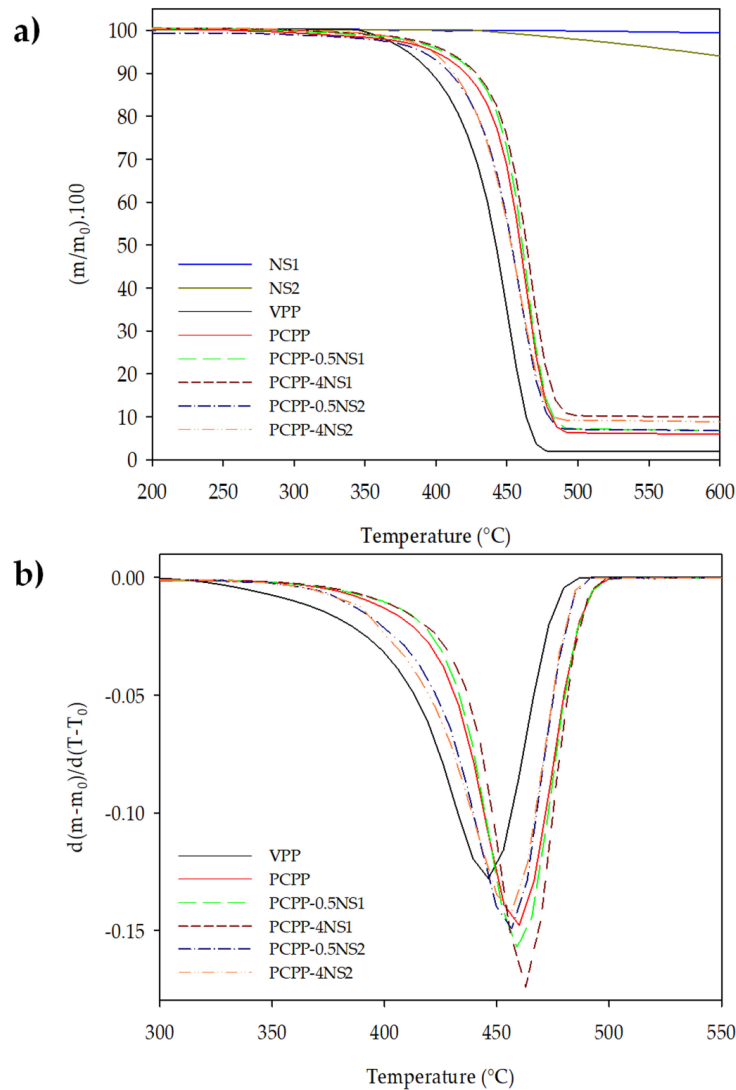 a)
100
90
80
70
60
50
40
30
20
10
0
(m/m0).100
NS1
NS2
VPP
PCPP
PCPP-0.5NS1
PCPP-4NS1
PCPP-0.5NS2
PCPP-4NS2
200 250 300 350 400 450 500 550 600
Temperature (°C)
b)
0.00
-0.05
-0.10
-0.15
d(m-m0)/d(T-T0)
VPP
PCPP
PCPP-0.5NS1
PCPP-4NS1
PCPP-0.5NS2
PCPP-4NS2
300 350 400 450 500 550
Temperature (°C)